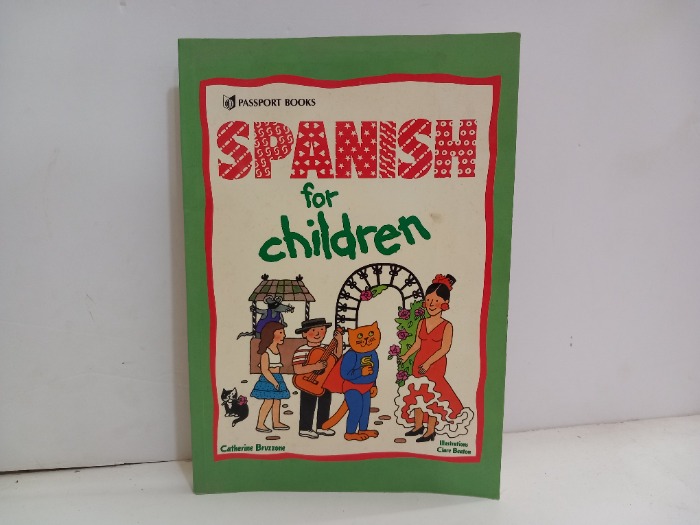 PASSPORT BOOKS
SPANISH
for
children
Catherine Bruzzone
Illustrations
Clare Beaton